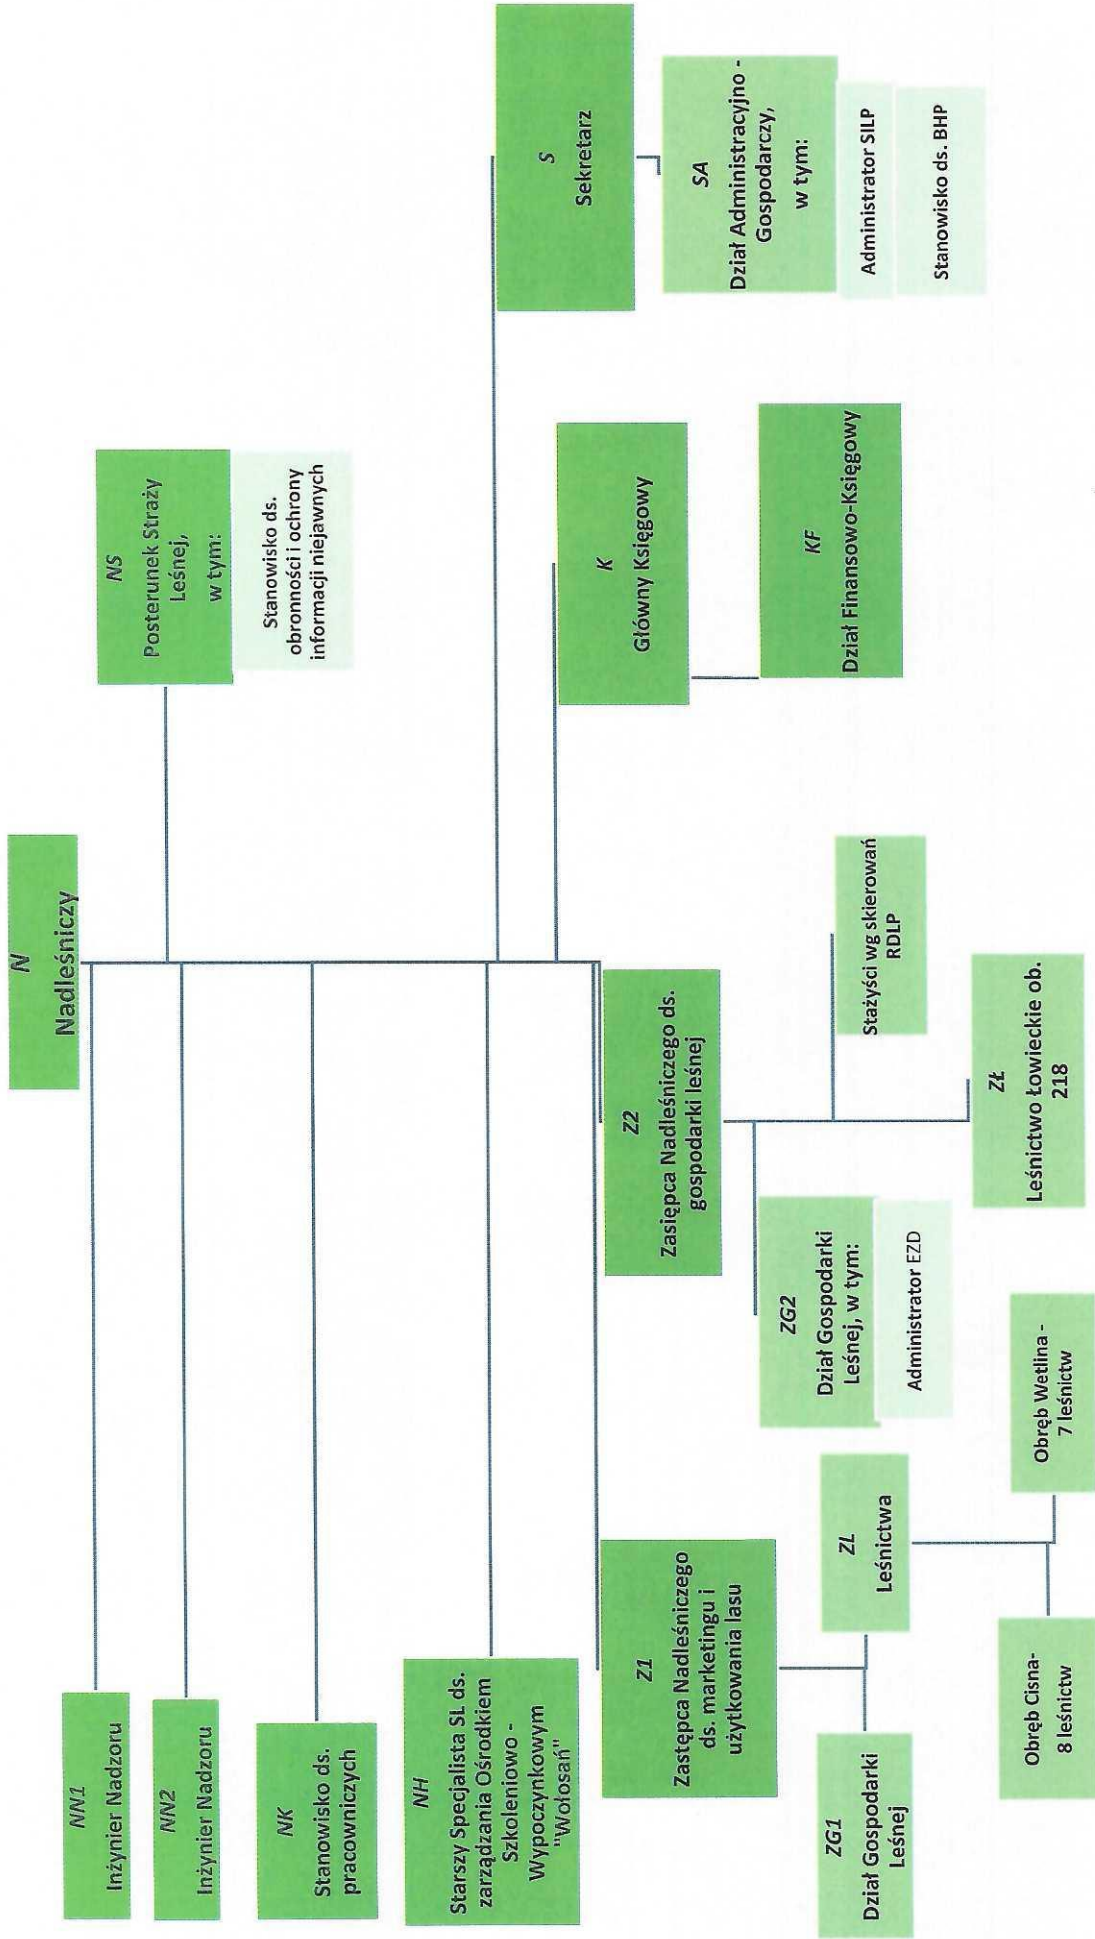 N
Nadleśniczy
NN1
Inżynier Nadzoru
NS
Posterunek Straży
Leśnej,
w tym:
Stanowisko ds.
obronności i ochrony
informacji niejawnych
NN2
Inżynier Nadzoru
NK
Stanowisko ds.
pracowniczych
NH
Starszy Specjalista SL ds.
zarządzania Ośrodkiem
Szkoleniowo -
Wypoczynkowym
"Wołosań"
S
Sekretarz
SA
Dział Administracyjno -
Gospodarczy,
w tym:
Administrator SILP
Stanowisko ds. BHP
K
Główny Księgowy
KF
Dział Finansowo-Księgowy
Z1
Zastępca Nadleśniczego
ds. marketingu i
użytkowania lasu
Z2
Zasiępca Nadleśniczego ds.
gospodarki leśnej
ZG1
Dział Gospodarki
Leśnej
ZL
Leśnictwa
Obręb Cisna-
8 leśnictw
Obręb Wetlina -
7 leśnictw
ZG2
Dział Gospodarki
Leśnej, w tym:
Administrator EZD
Stażyści wg skierowań
RDLP
ZŁ
Leśnictwo Łowieckie ob.
218